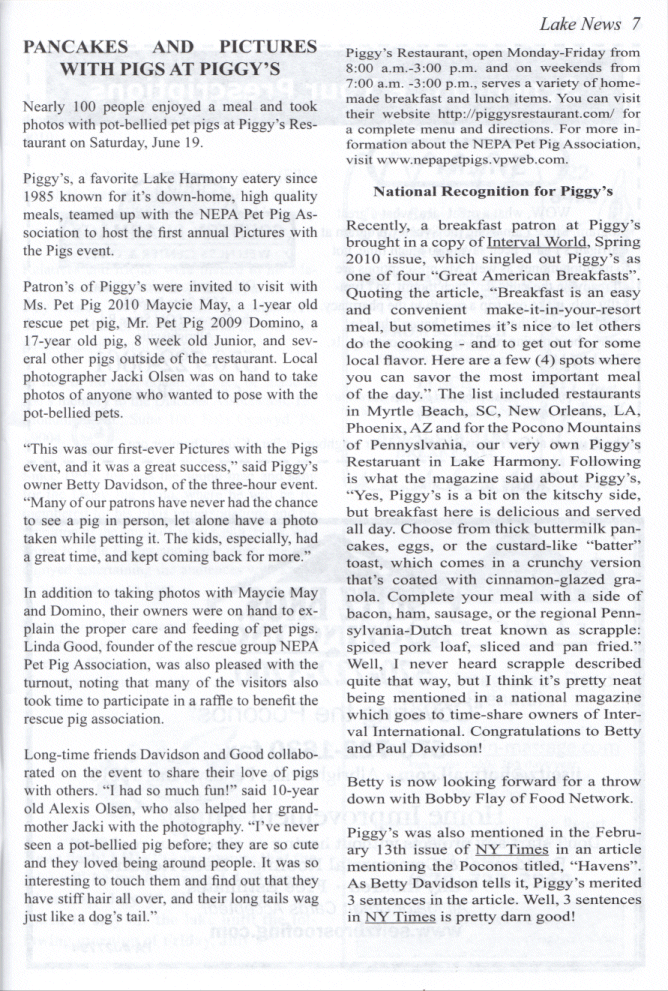 Lake News 7
PANCAKES AND PICTURES
WITH PIGS AT PIGGY'S
Nearly 100 people enjoyed a meal and took
photos with pot-bellied pet pigs at Piggy's Res-
taurant on Saturday, June 19.
Piggy's, a favorite Lake Harmony eatery since
1985 known for it's down-home, high quality
meals, teamed up with the NEPA Pet Pig As-
sociation to host the first annual Pictures with
the Pigs event.
Patron's of Piggy's were invited to visit with
Ms. Pet Pig 2010 Maycie May, a 1-year old
rescue pet pig, Mr. Pet Pig 2009 Domino, a
17-year old pig, 8 week old Junior, and sev-
eral other pigs outside of the restaurant. Local
photographer Jacki Olsen was on hand to take
photos of anyone who wanted to pose with the
pot-bellied pets.
“This was our first-ever Pictures with the Pigs
event, and it was a great success,” said Piggy's
owner Betty Davidson, of the three-hour event.
“Many of our patrons have never had the chance
to see a pig in person, let alone have a photo
taken while petting it. The kids, especially, had
a great time, and kept coming back for more.”
In addition to taking photos with Maycie May
and Domino, their owners were on hand to ex-
plain the proper care and feeding of pet pigs.
Linda Good, founder of the rescue group NEPA
Pet Pig Association, was also pleased with the
turnout, noting that many of the visitors also
took time to participate in a raffle to benefit the
rescue pig association.
Long-time friends Davidson and Good collabo-
rated on the event to share their love of pigs
with others. “I had so much fun!” said 10-year
old Alexis Olsen, who also helped her grand-
mother Jacki with the photography. “I've never
seen a pot-bellied pig before; they are so cute
and they loved being around people. It was so
interesting to touch them and find out that they
have stiff hair all over, and their long tails wag
just like a dog's tail.”
Piggy's Restaurant, open Monday-Friday from
8:00 a.m.-3:00 p.m. and on weekends from
7:00 a.m. -3:00 p.m., serves a variety of home-
made breakfast and lunch items. You can visit
their website http://piggysrestaurant.com/ for
a complete menu and directions. For more in-
formation about the NEPA Pet Pig Association,
visit www.nepapetpigs.vpweb.com.
National Recognition for Piggy's
Recently, a breakfast patron at Piggy's
brought in a copy of Interval World, Spring
2010 issue, which singled out Piggy's as
one of four “Great American Breakfasts”.
Quoting the article, “Breakfast is an easy
and convenient make-it-in-your-resort
meal, but sometimes it's nice to let others
do the cooking - and to get out for some
local flavor. Here are a few (4) spots where
you can savor the most important meal
of the day.” The list included restaurants
in Myrtle Beach, SC, New Orleans, LA,
Phoenix, AZ and for the Pocono Mountains
of Pennyslvania, our very own Piggy's
Restaruant in Lake Harmony. Following
is what the magazine said about Piggy's,
“Yes, Piggy's is a bit on the kitschy side,
but breakfast here is delicious and served
all day. Choose from thick buttermilk pan-
cakes, eggs, or the custard-like “batter”
toast, which comes in a crunchy version
that's coated with cinnamon-glazed gra-
nola. Complete your meal with a side of
bacon, ham, sausage, or the regional Penn-
sylvania-Dutch treat known as scrapple:
spiced pork loaf, sliced and pan fried.”
Well, I never heard scrapple described
quite that way, but I think it's pretty neat
being mentioned in a national magazine
which goes to time-share owners of Inter-
val International. Congratulations to Betty
and Paul Davidson!
Betty is now looking forward for a throw
down with Bobby Flay of Food Network.
Piggy's was also mentioned in the Febru-
ary 13th issue of NY Times in an article
mentioning the Poconos titled “Havens”.
As Betty Davidson tells it, Piggy's merited
3 sentences in the article. Well, 3 sentences
in NY Times is pretty darn good!